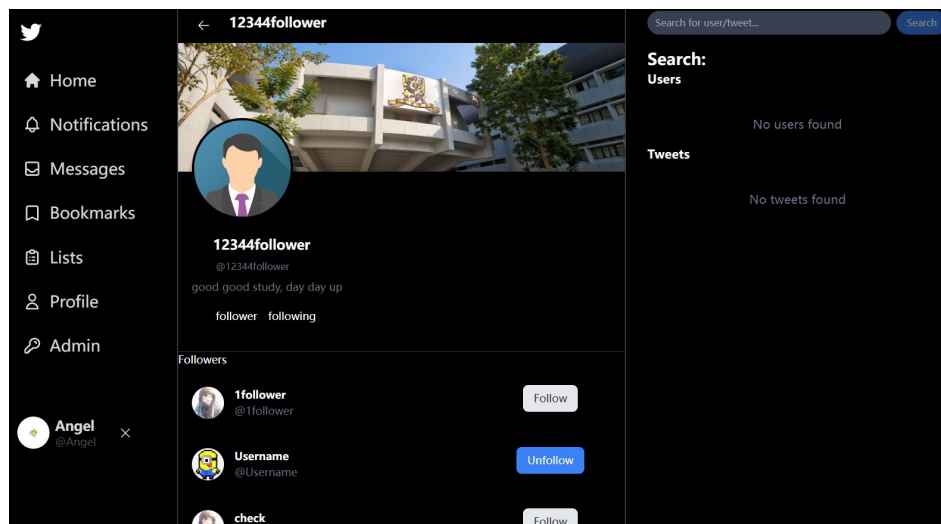 Home
Notifications
Messages
Bookmarks
Lists
Profile
Admin
Angel
@Angel
12344follower
12344follower
@12344follower
good good study, day day up
follower following
Followers
1follower
@1follower
Follow
Username
@Username
Unfollow
check
Follow
Search for user/tweet...
Search
Search:
Users
No users found
Tweets
No tweets found